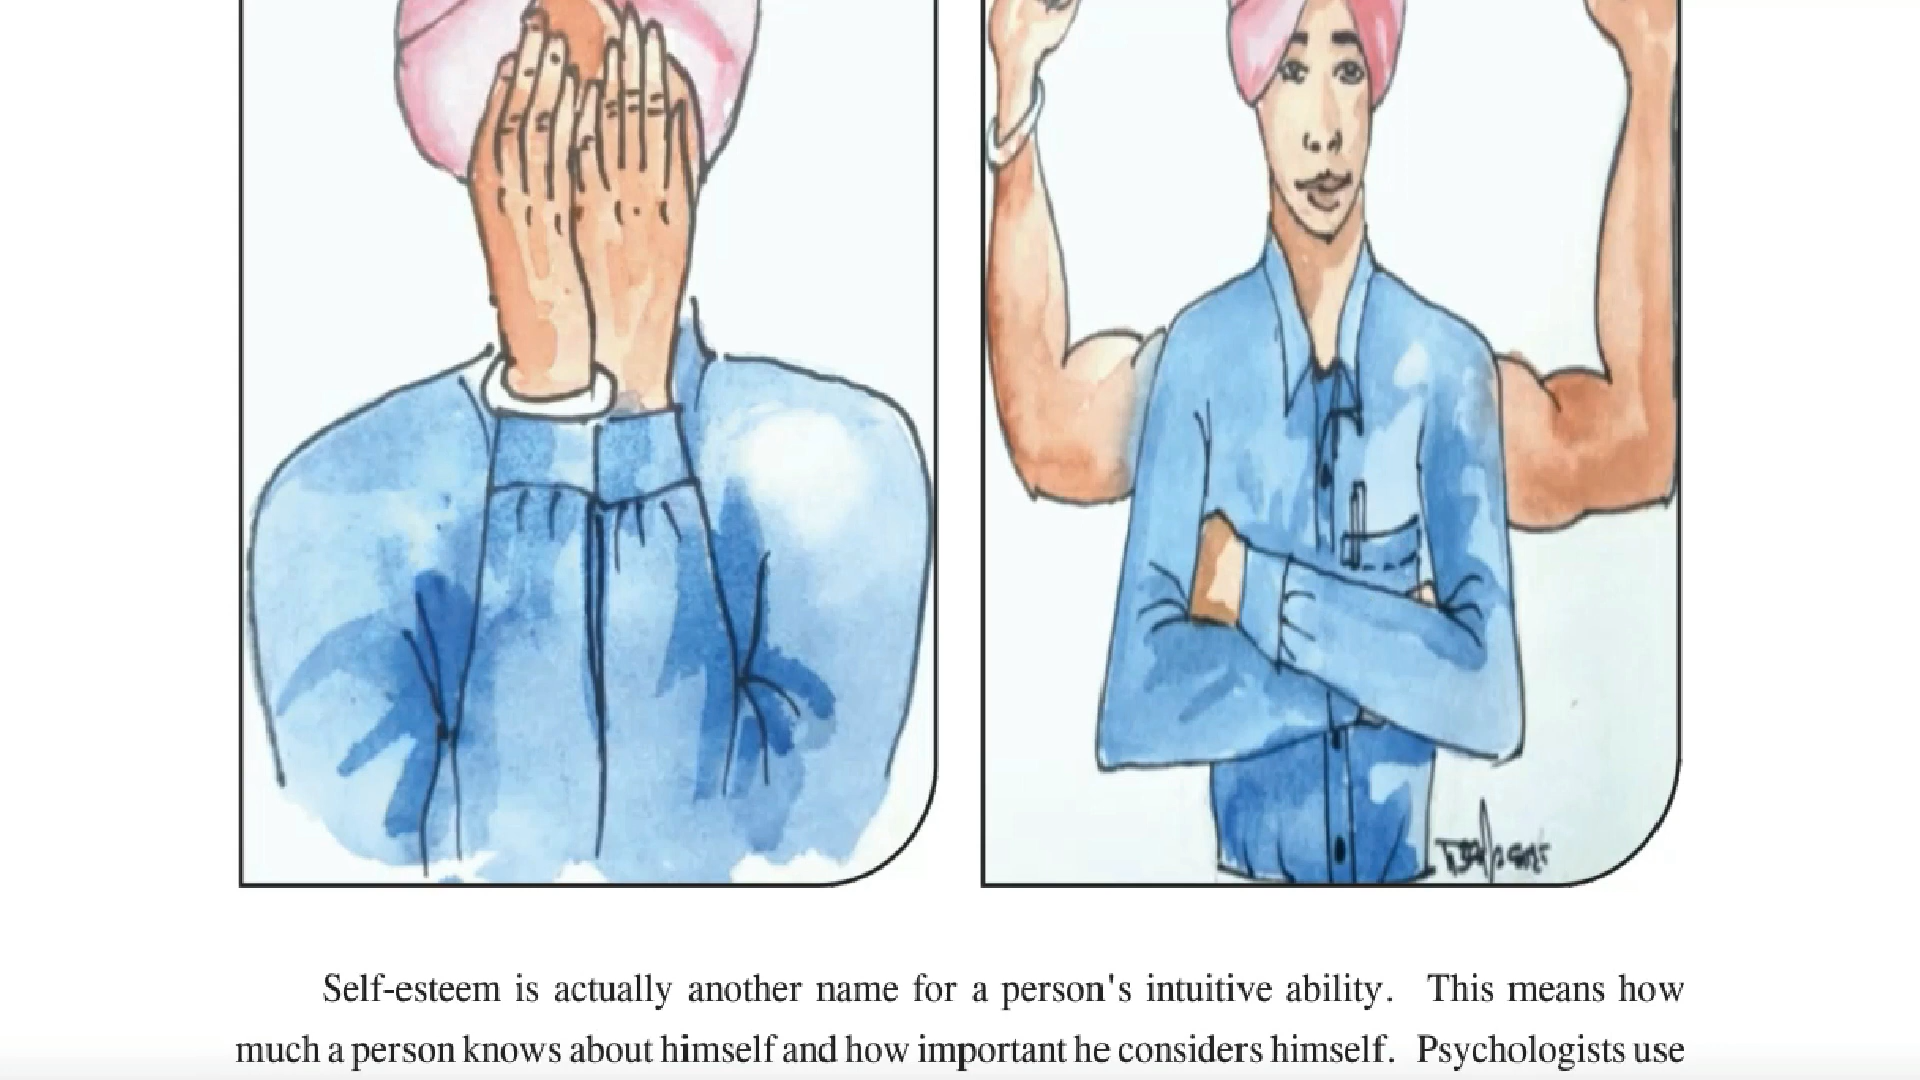 Self-esteem is actually another name for a person's intuitive ability. This means how
much a person knows about himself and how important he considers himself. Psychologists use